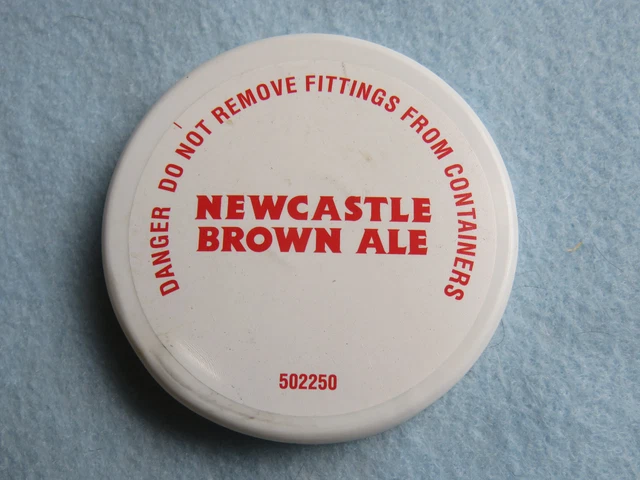 DANGER DO NOT REMOVE FITTINGS FROM CONTAINERS
NEWCASTLE
BROWN ALE
502250